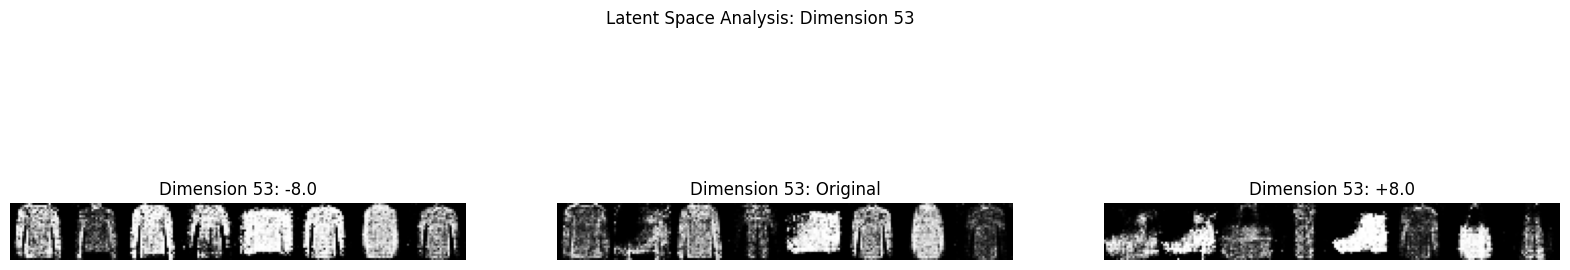 Latent Space Analysis: Dimension 53
Dimension 53: -8.0
Dimension 53: Original
Dimension 53: +8.0